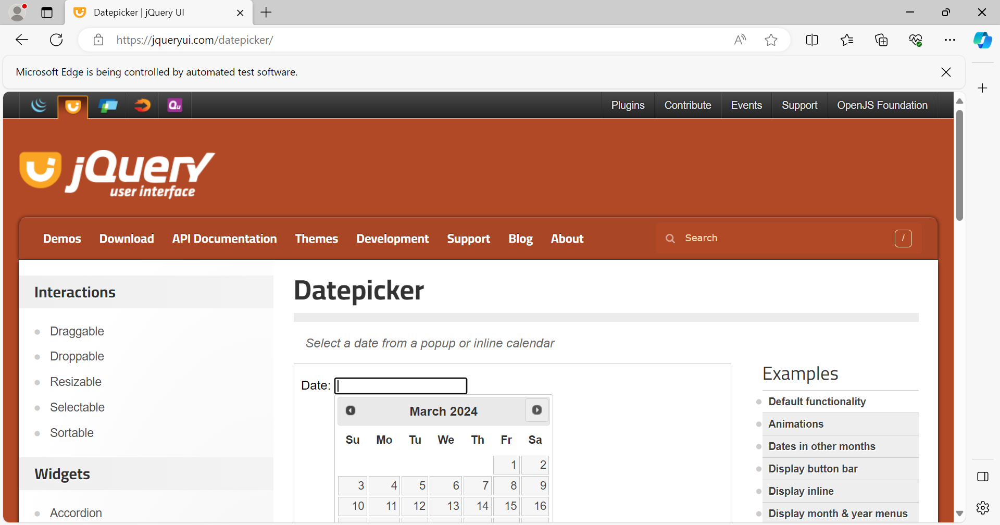 Datepicker | jQuery UI
https://jqueryui.com/datepicker/
Microsoft Edge is being controlled by automated test software.
Qu
Plugins
Contribute
Events
Support
OpenJS Foundation
jQuery
user interface
Demos
Download
API Documentation
Themes
Development
Support
Blog
About
Search
/
Interactions
Draggable
Droppable
Resizable
Selectable
Sortable
Widgets
Accordion
Datepicker
Select a date from a popup or inline calendar
Date:
March 2024
Su Mo Tu We Th Fr Sa
1 2
3 4 5 6 7 8 9
10 11 12 13 14 15 16
Examples
Default functionality
Animations
Dates in other months
Display button bar
Display inline
Display month & year menus